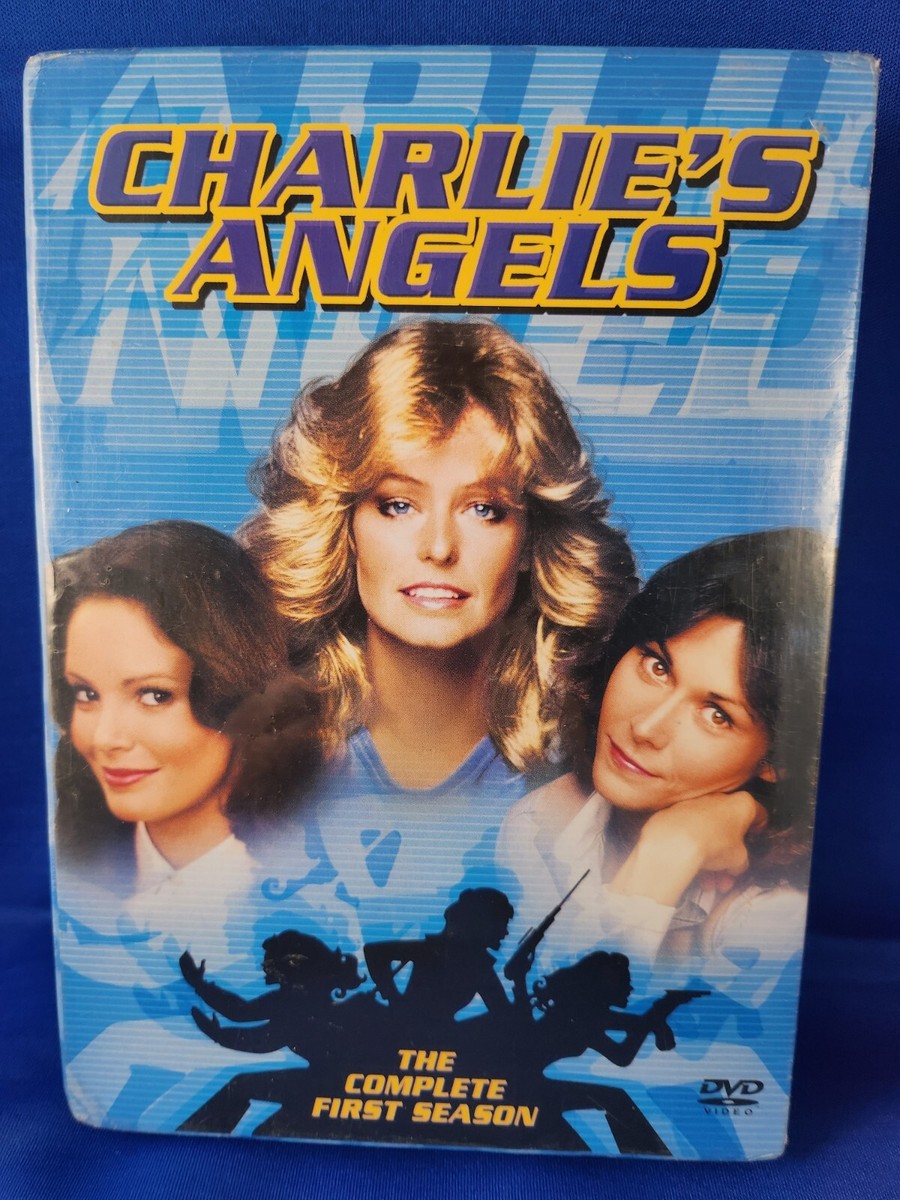 CHARLIE'S
ANGELS
THE
COMPLETE
FIRST SEASON
DVD
VIDEO